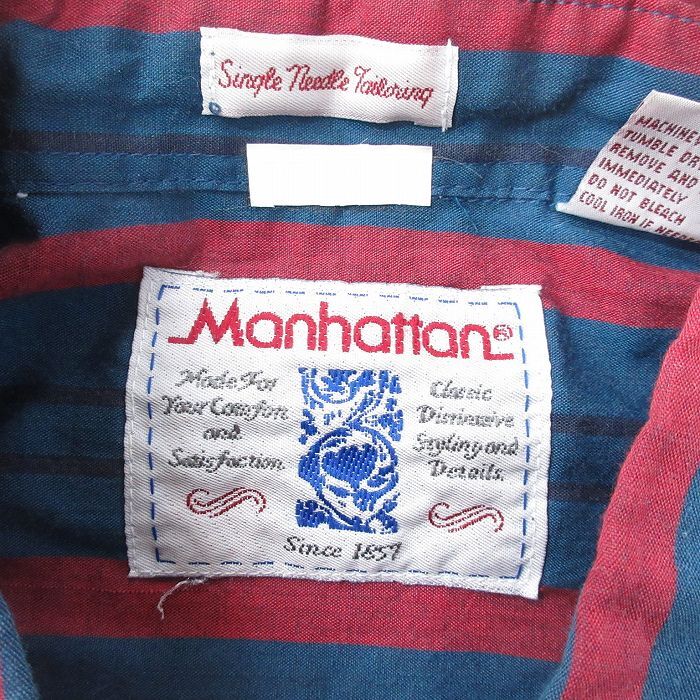 Single Needle Tailoring
MACHINE
TUMBLE DR
REMOVE AND
IMMEDIATELY
DO NOT BLEACH
COOL IRON IF NEEDE
Manhattan®
Made For
Your Comfort
and
Satisfaction.
Classic
Distinctive
Styling and
Details.
Since 1857